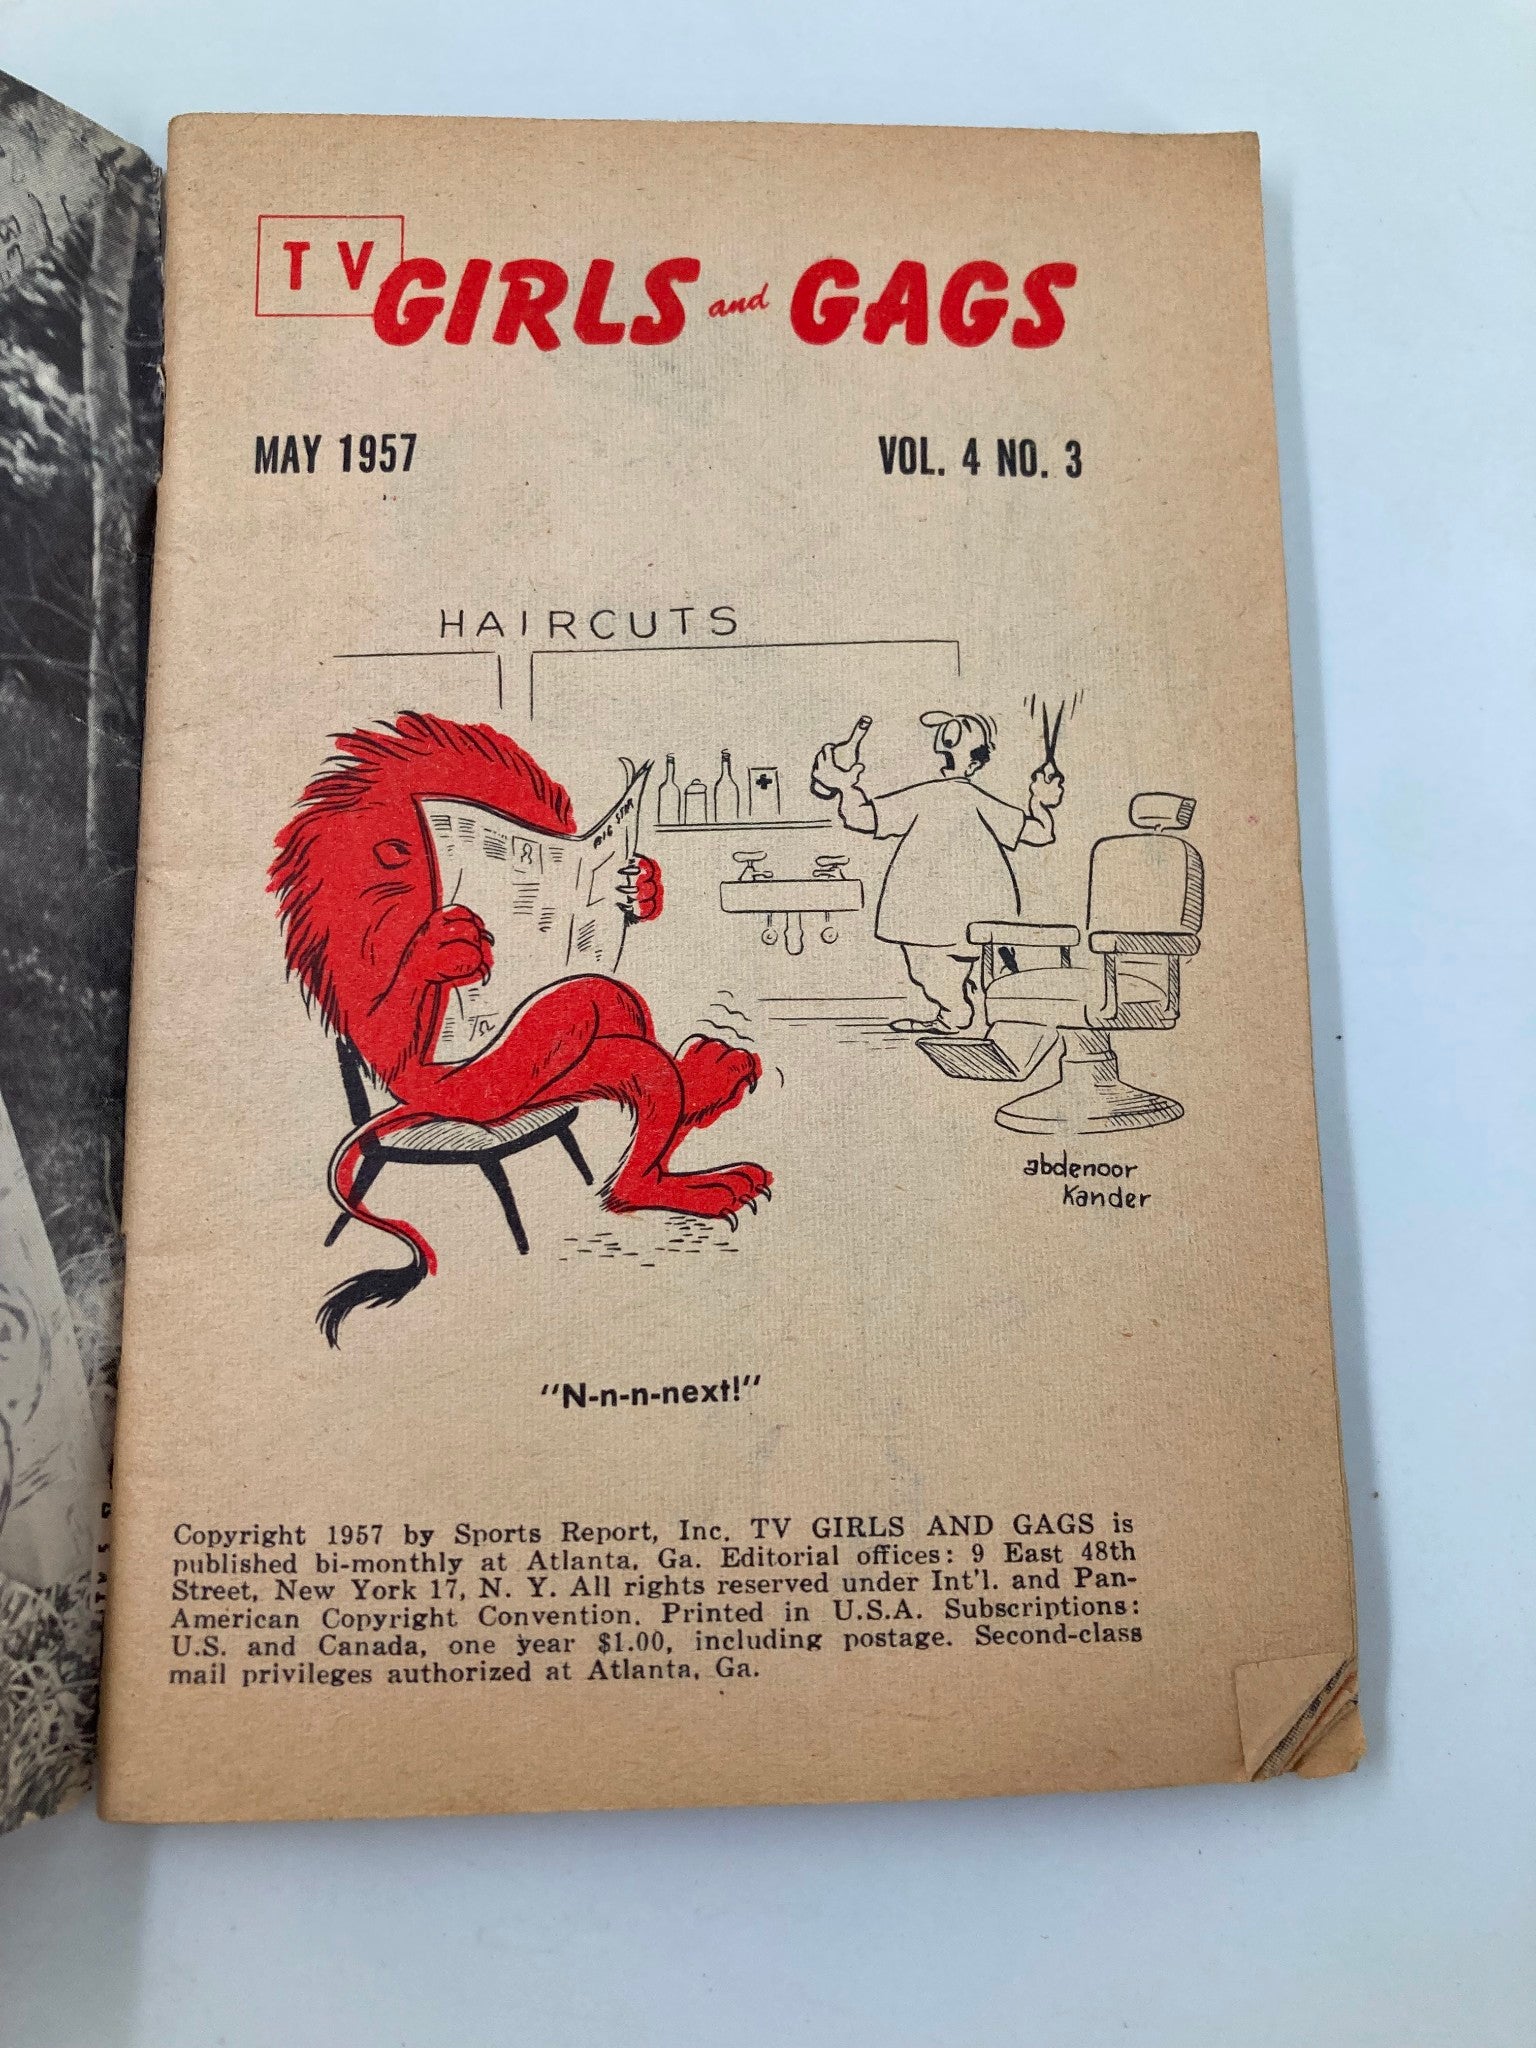 TV GIRLS and GAGS
MAY 1957 VOL. 4 NO. 3
HAIRCUTS
abdenoor
Kander
"N-n-n-next!"
Copyright 1957 by Sports Report, Inc. TV GIRLS AND GAGS is
published bi-monthly at Atlanta, Ga. Editorial offices: 9 East 48th
Street, New York 17, N. Y. All rights reserved under Int'l. and Pan-
American Copyright Convention. Printed in U.S.A. Subscriptions:
U.S. and Canada, one year $1.00, including postage. Second-class
mail privileges authorized at Atlanta, Ga.